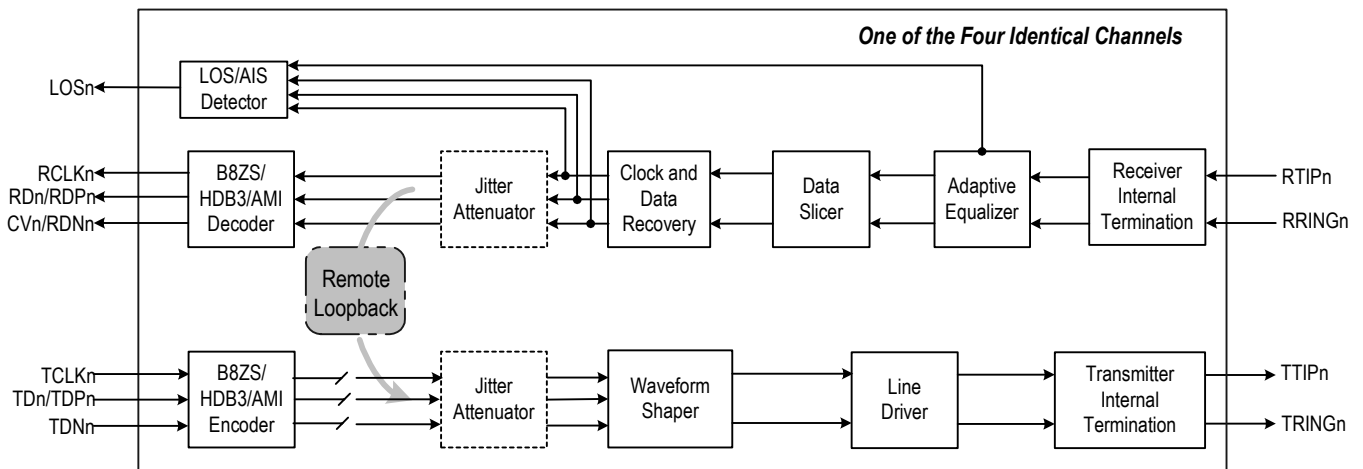 One of the Four Identical Channels
LOSn
LOS/AIS
Detector
RCLKn
RDn/RDPn
CVn/RDNn
B8ZS/
HDB3/AMI
Decoder
Jitter
Attenuator
Clock and
Data
Recovery
Data
Slicer
Adaptive
Equalizer
Receiver
Internal
Termination
RTIPn
RRINGn
Remote
Loopback
TCLKn
TDn/TDPn
TDNn
B8ZS/
HDB3/AMI
Encoder
Jitter
Attenuator
Waveform
Shaper
Line
Driver
Transmitter
Internal
Termination
TTIPn
TRINGn